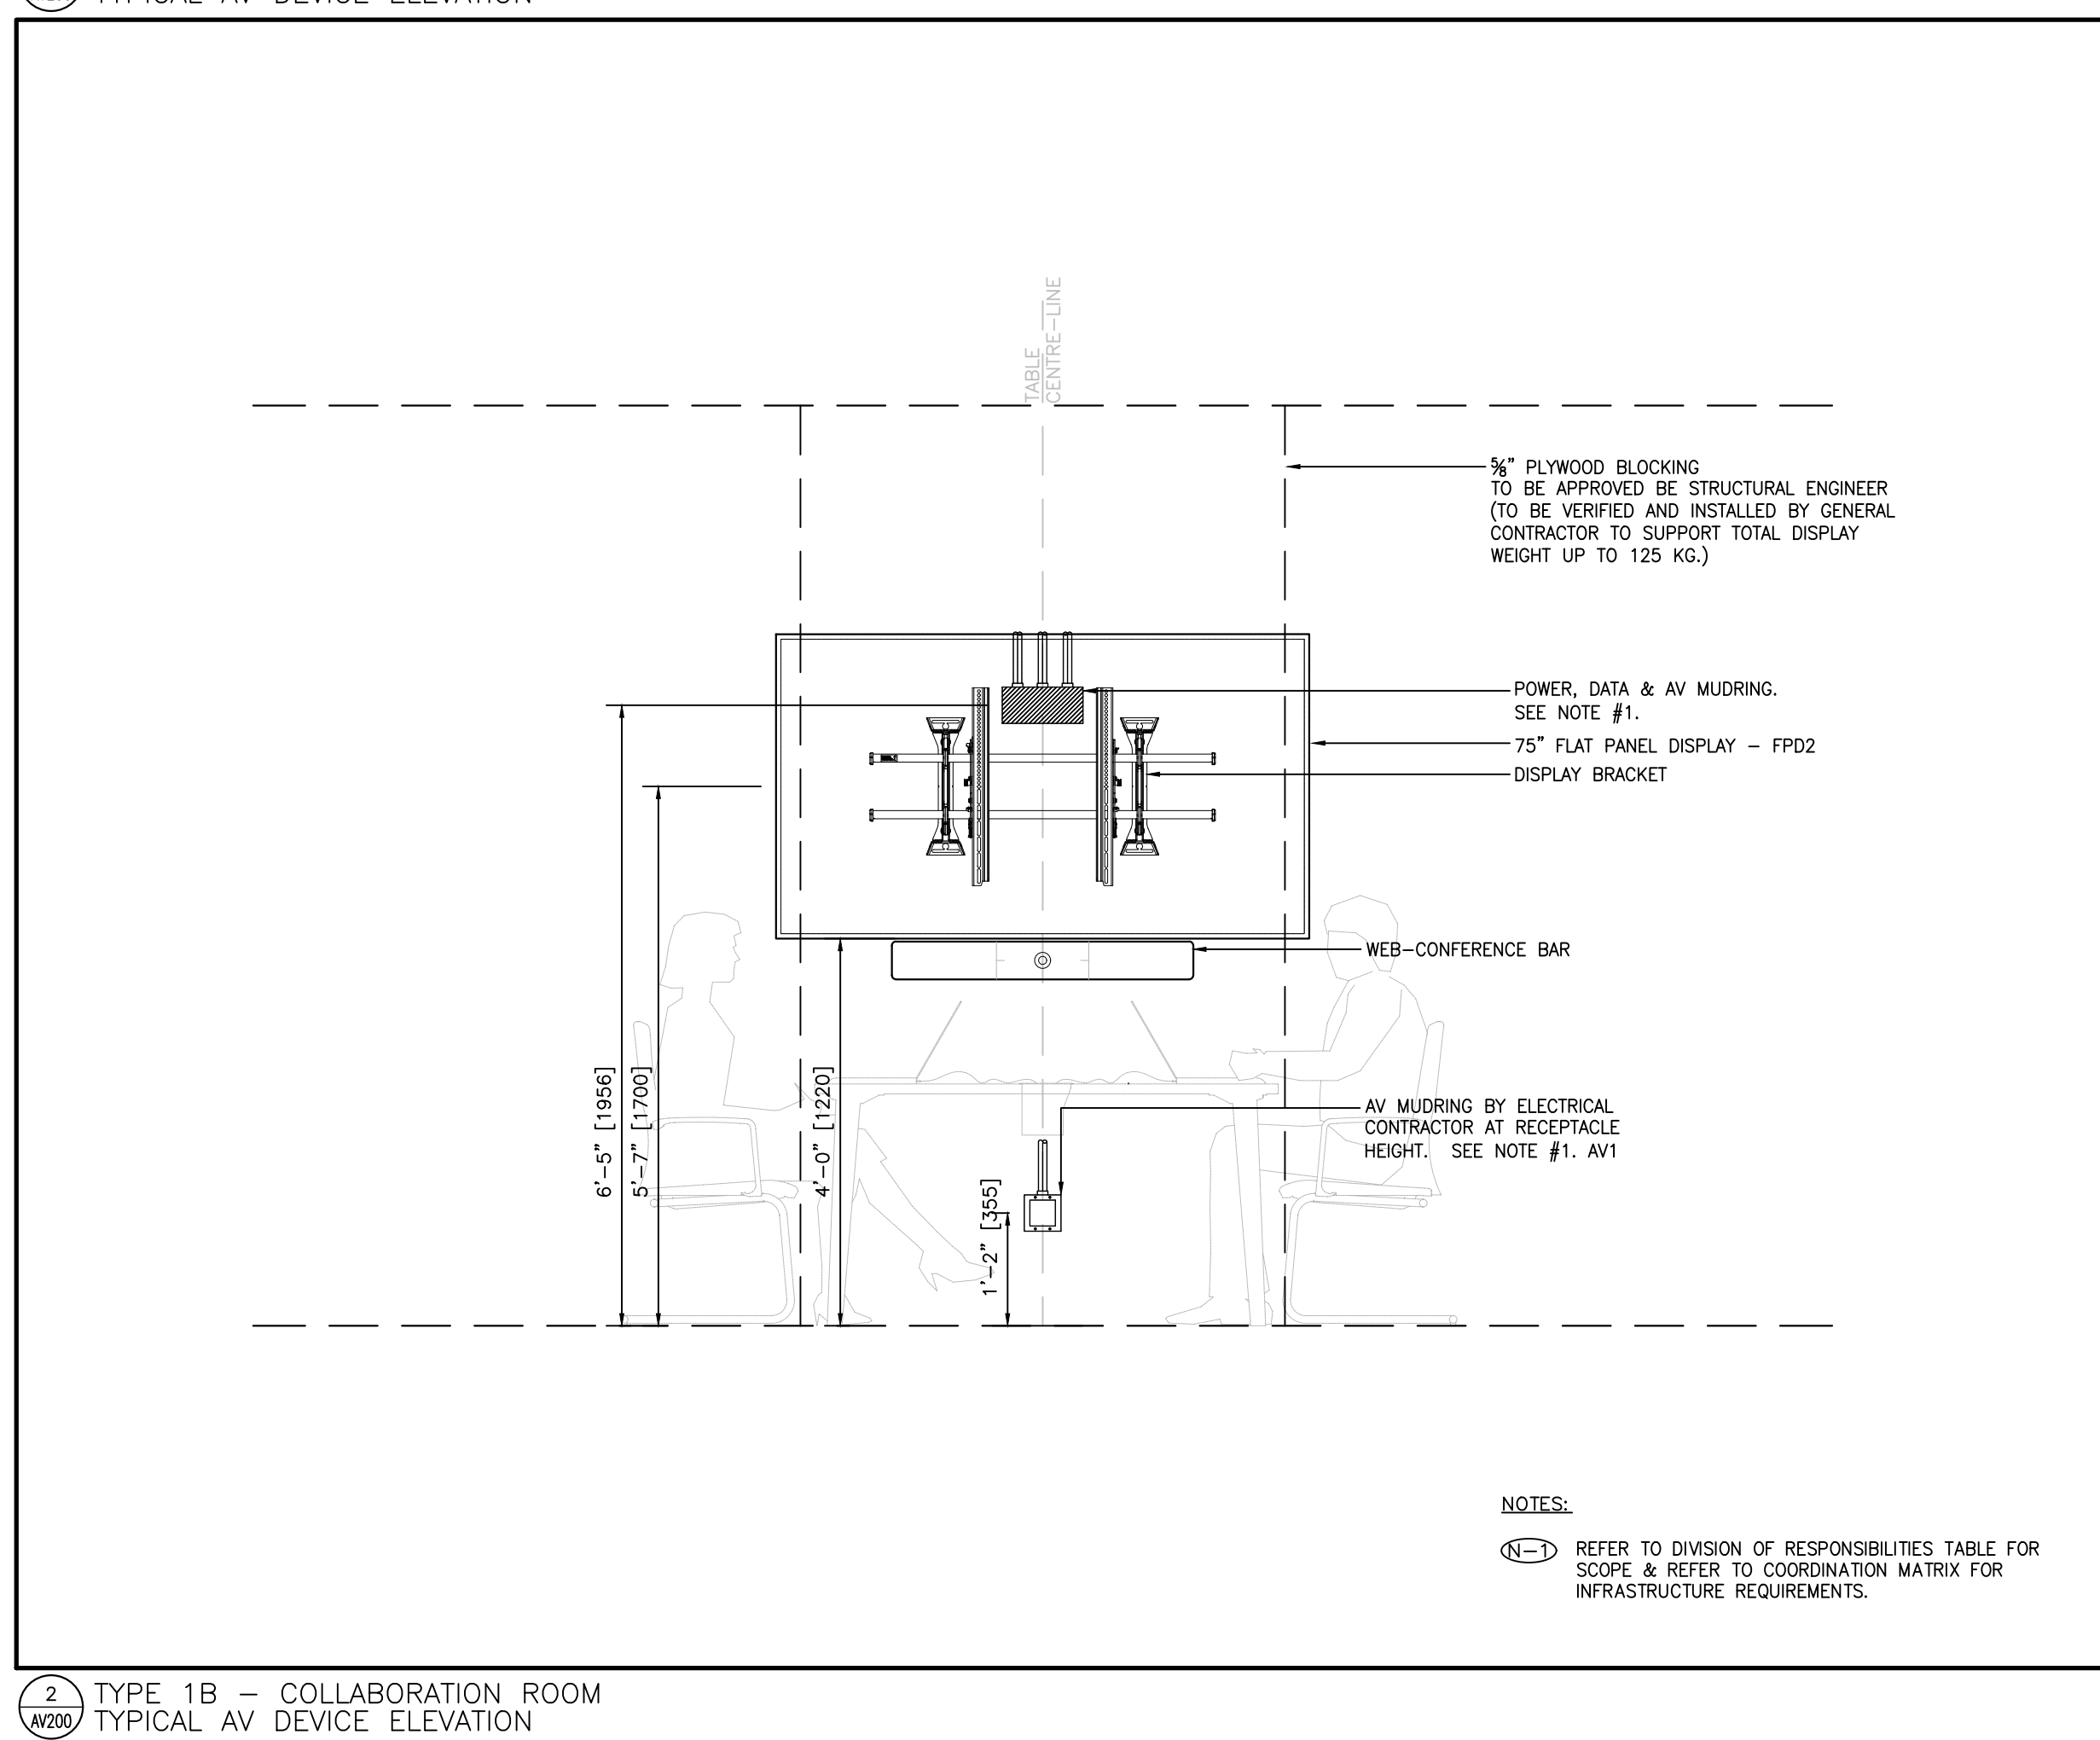 TYPICAL AV DEVICE ELEVATION
TABLE
CENTRE-LINE
⅝" PLYWOOD BLOCKING
TO BE APPROVED BE STRUCTURAL ENGINEER
(TO BE VERIFIED AND INSTALLED BY GENERAL
CONTRACTOR TO SUPPORT TOTAL DISPLAY
WEIGHT UP TO 125 KG.)
POWER, DATA & AV MUDRING.
SEE NOTE #1.
75" FLAT PANEL DISPLAY - FPD2
DISPLAY BRACKET
WEB-CONFERENCE BAR
6'-5" [1956]
5'-7" [1700]
4'-0" [1220]
1'-2" [355]
AV MUDRING BY ELECTRICAL
CONTRACTOR AT RECEPTACLE
HEIGHT. SEE NOTE #1. AV1
NOTES:
N-1 REFER TO DIVISION OF RESPONSIBILITIES TABLE FOR
SCOPE & REFER TO COORDINATION MATRIX FOR
INFRASTRUCTURE REQUIREMENTS.
2
AV200
TYPE 1B - COLLABORATION ROOM
TYPICAL AV DEVICE ELEVATION